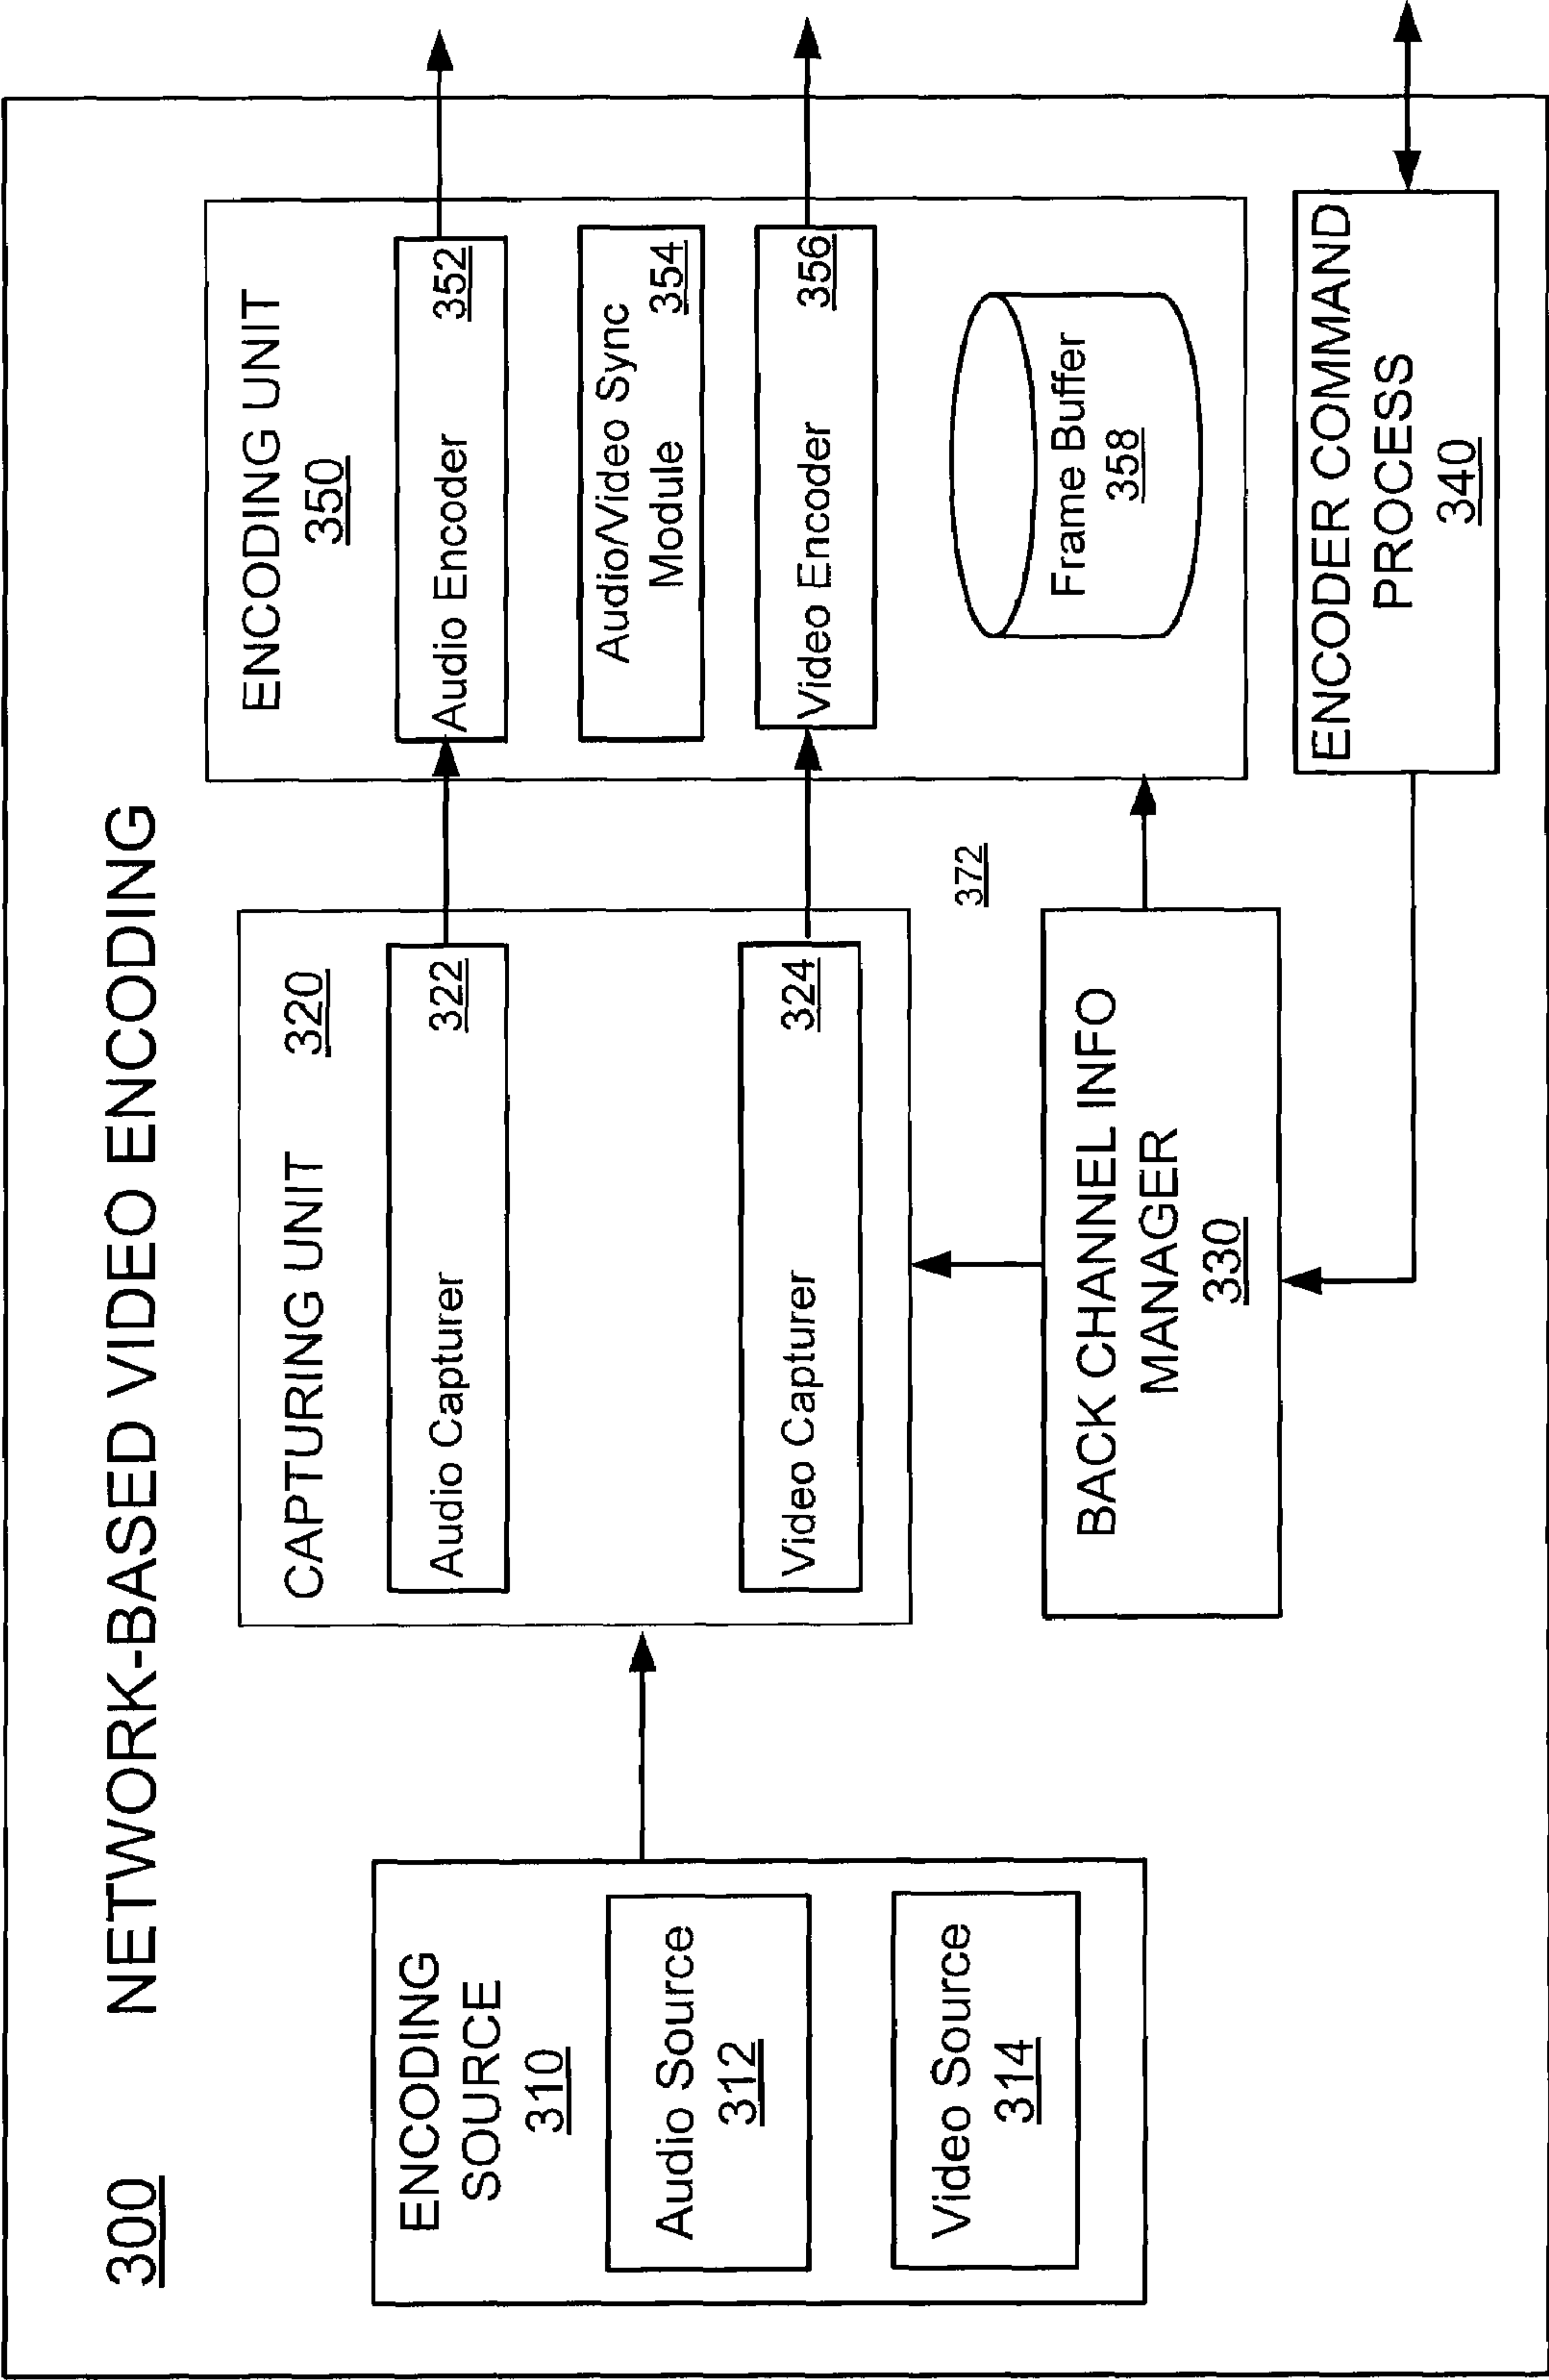 300 NETWORK-BASED VIDEO ENCODING
ENCODING
SOURCE
310
Audio Source
312
Video Source
314
CAPTURING UNIT 320
Audio Capturer 322
Video Capturer 324
BACK CHANNEL INFO
MANAGER
330
372
ENCODING UNIT
350
Audio Encoder 352
Audio/Video Sync
Module 354
Video Encoder 356
Frame Buffer
358
ENCODER COMMAND
PROCESS
340